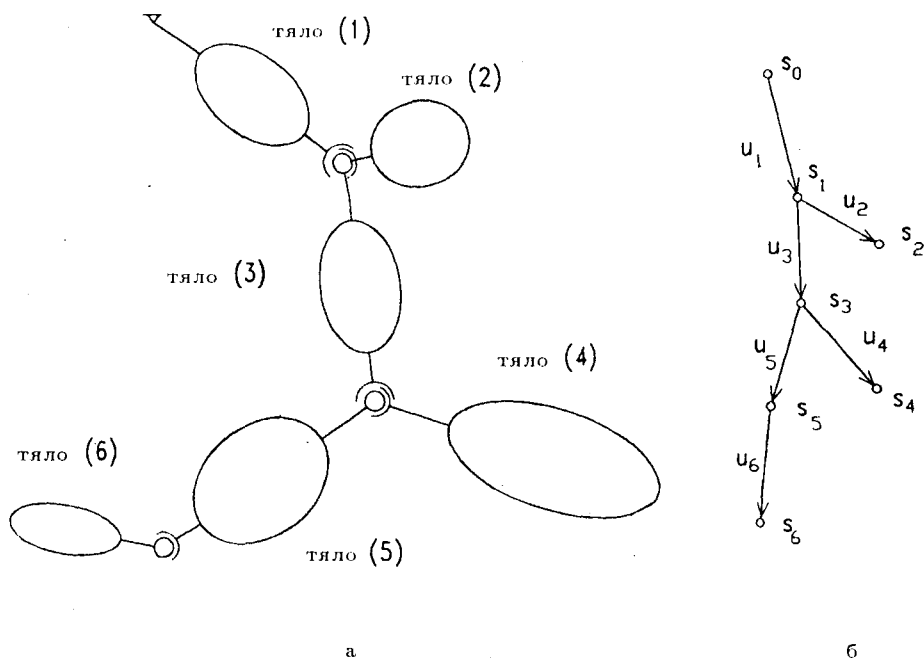 тяло (1)
тяло (2)
тяло (3)
тяло (4)
тяло (6)
тяло (5)
а
s₀
u₁
s₁
u₂
s₂
u₃
s₃
u₄
u₅
s₄
s₅
u₆
s₆
б